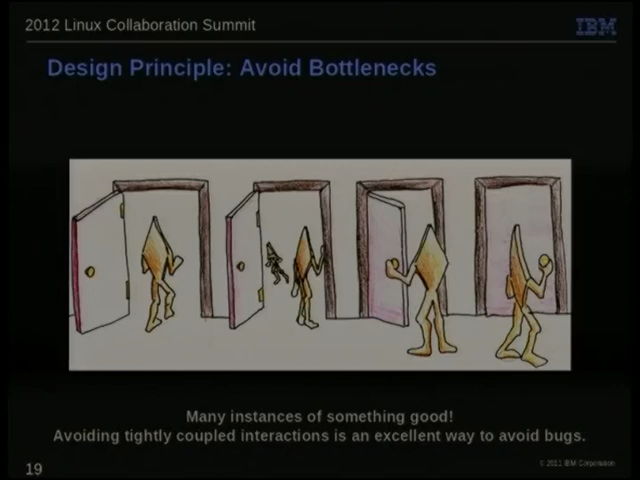 2012 Linux Collaboration Summit
IBM
Design Principle: Avoid Bottlenecks
Many instances of something good!
Avoiding tightly coupled interactions is an excellent way to avoid bugs.
19
© 2011 IBM Corporation